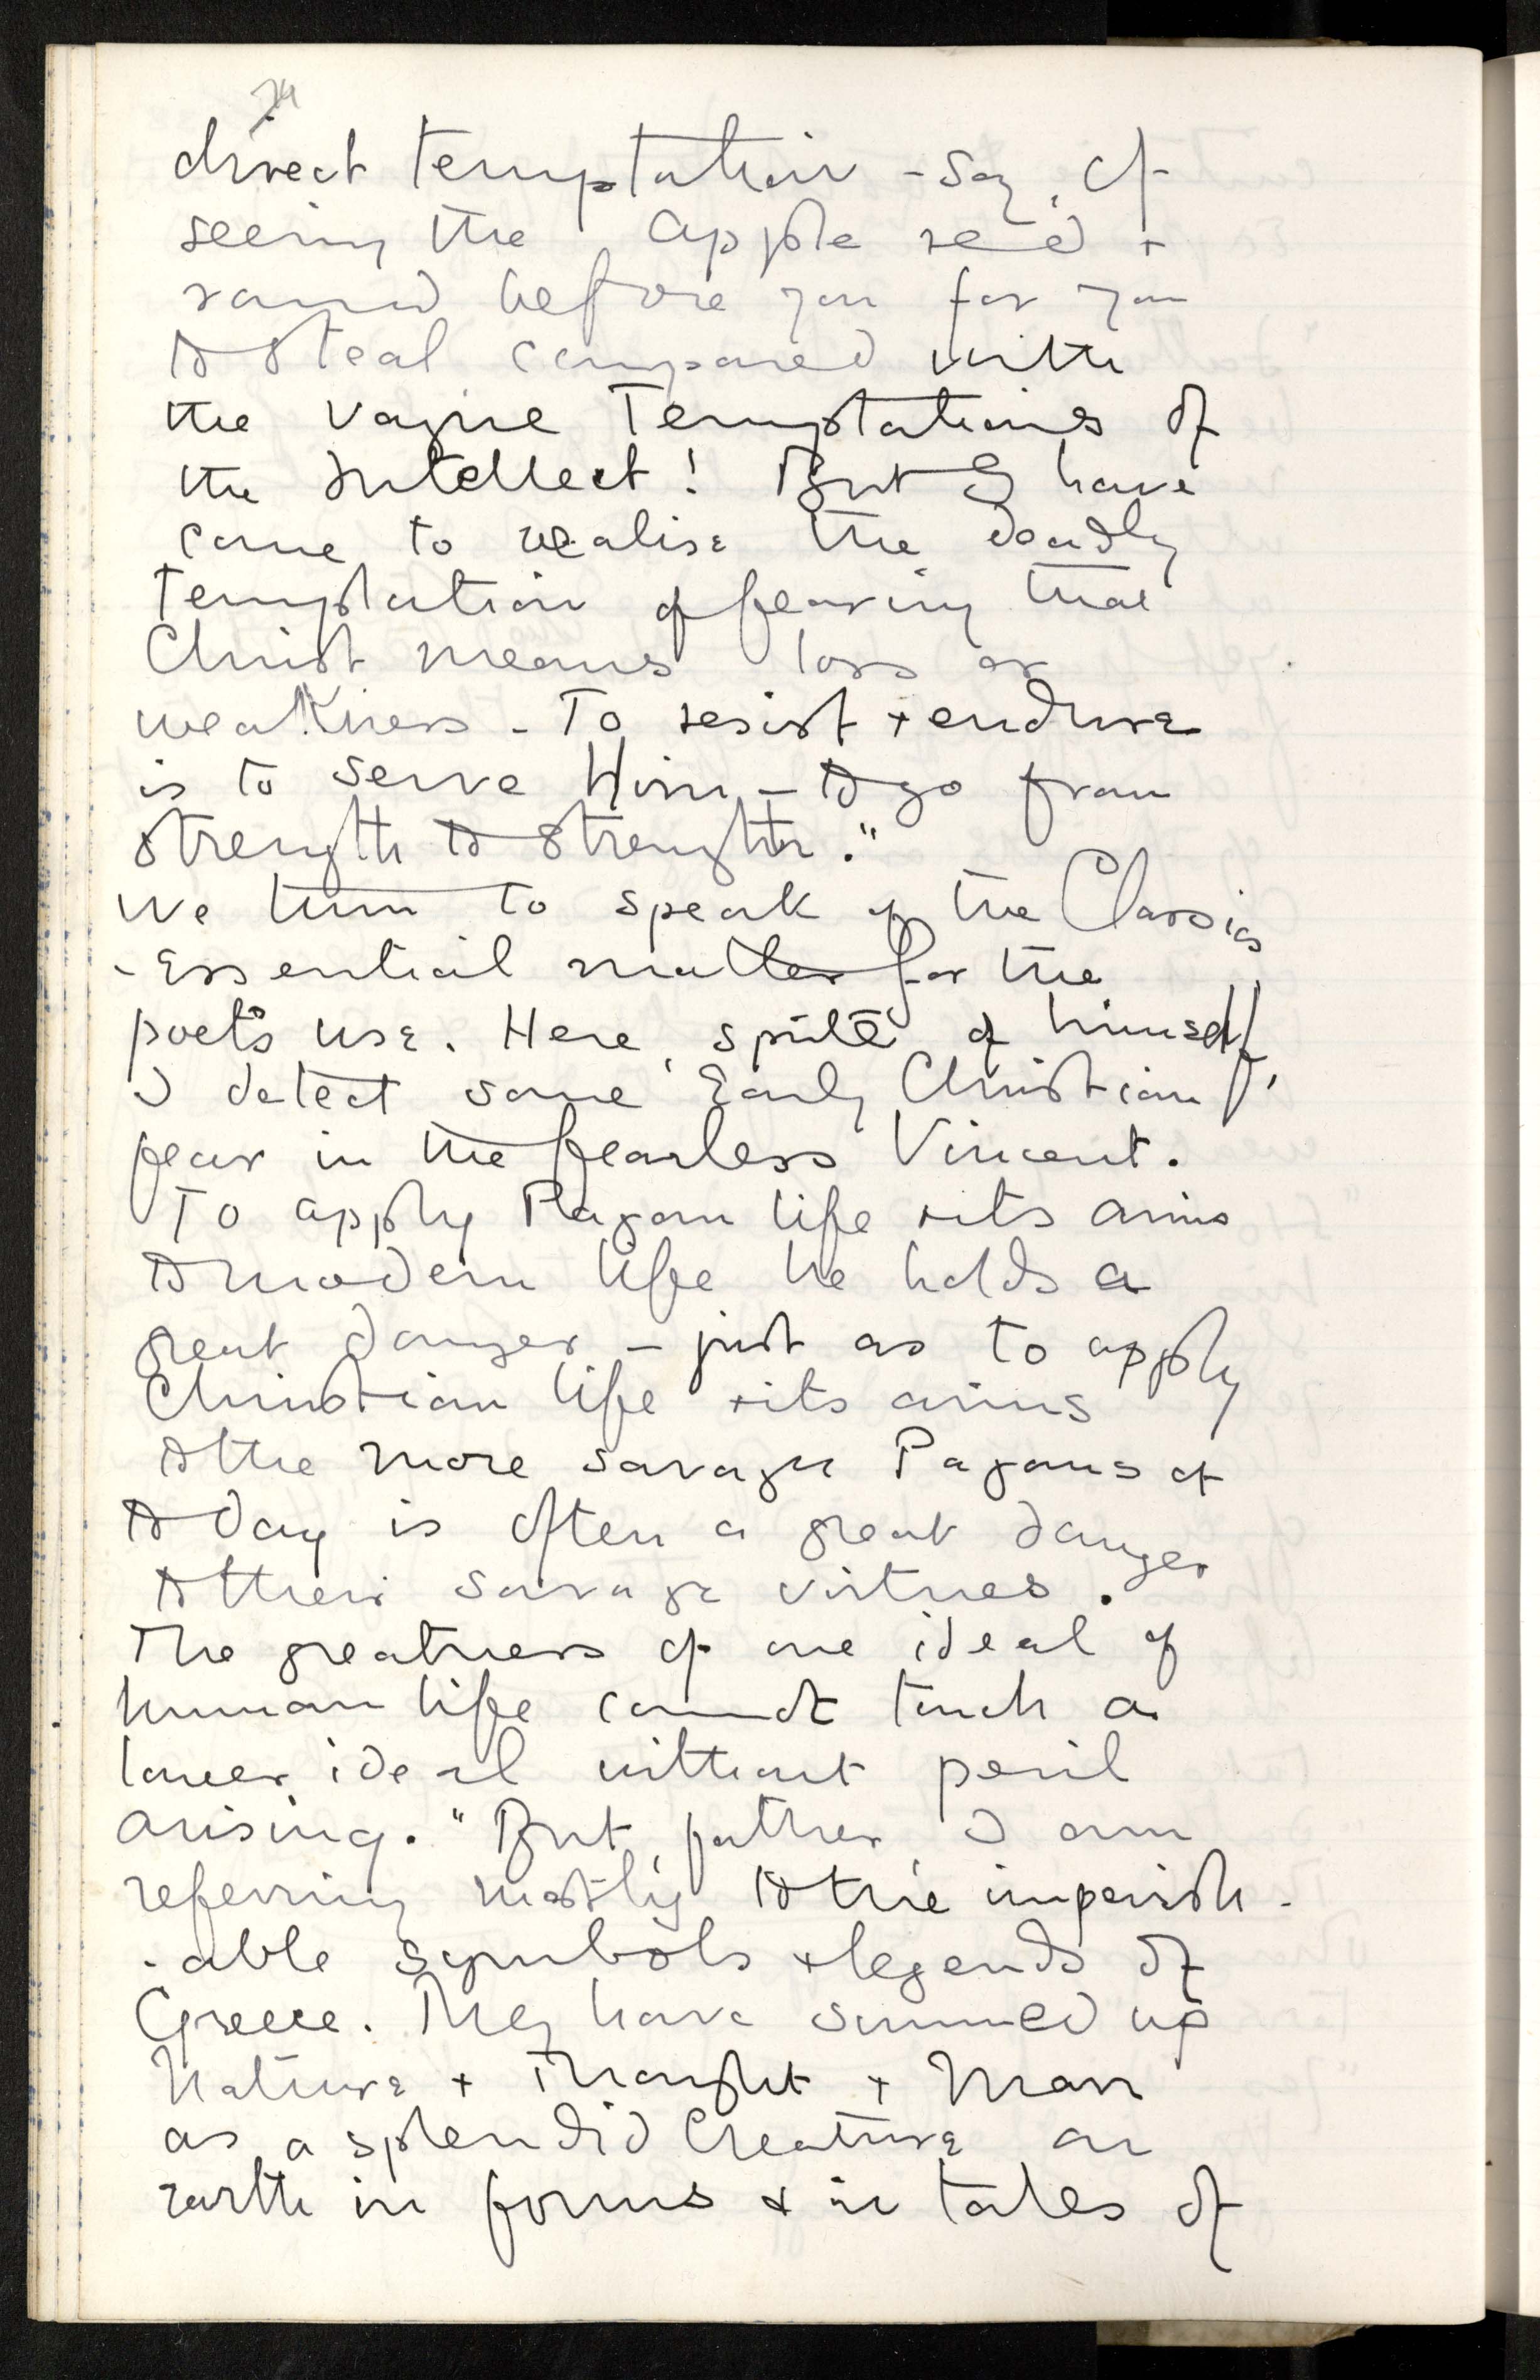 74
direct temptation - say, of
seeing the apple red +
round before you for you
to steal compared with
the vague Temptations of
the Intellect! But I have
come to realise the deadly
Temptation of fearing that
Christ means loss or
weakness - To resist + endure
is to serve Him - to go from
strength to strength."
We turn to speak of the Classics
- Essential matter for the
poet's use. Here, spite of himself,
I detect some Early Christian
fear in the fearless Vincent.
To apply Pagan life + its aims
to modern life he holds a
great danger - just as to apply
Christian life + its aims
to the more savage Pagans of
to day is often a great danger
to their savage virtues.
The greatness of one ideal of
human life cannot touch a
lower ideal without peril
arising. "But, father, I am
referring mostly to the imperish-
-able symbols + legends of
Greece. They have summed up
Nature + Thought + Man
as a splendid Creature on
earth in forms + in tales of